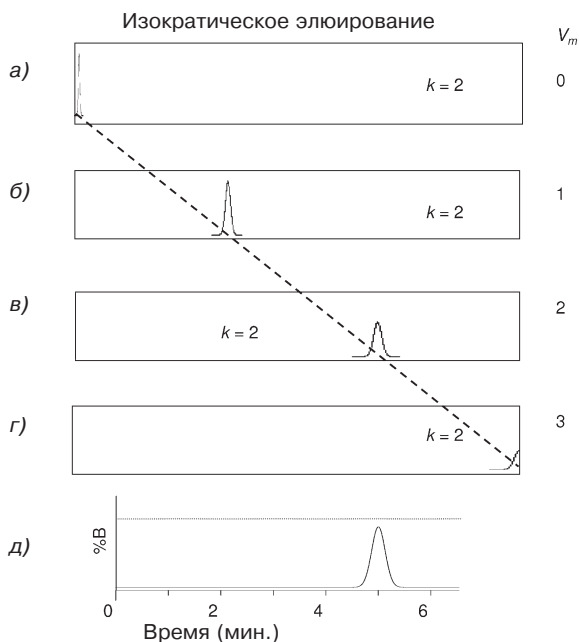 Изократическое элюирование
V_m
а)
k = 2
0
б)
k = 2
1
в)
k = 2
2
г)
k = 2
3
д)
%B
0 2 4 6
Время (мин.)